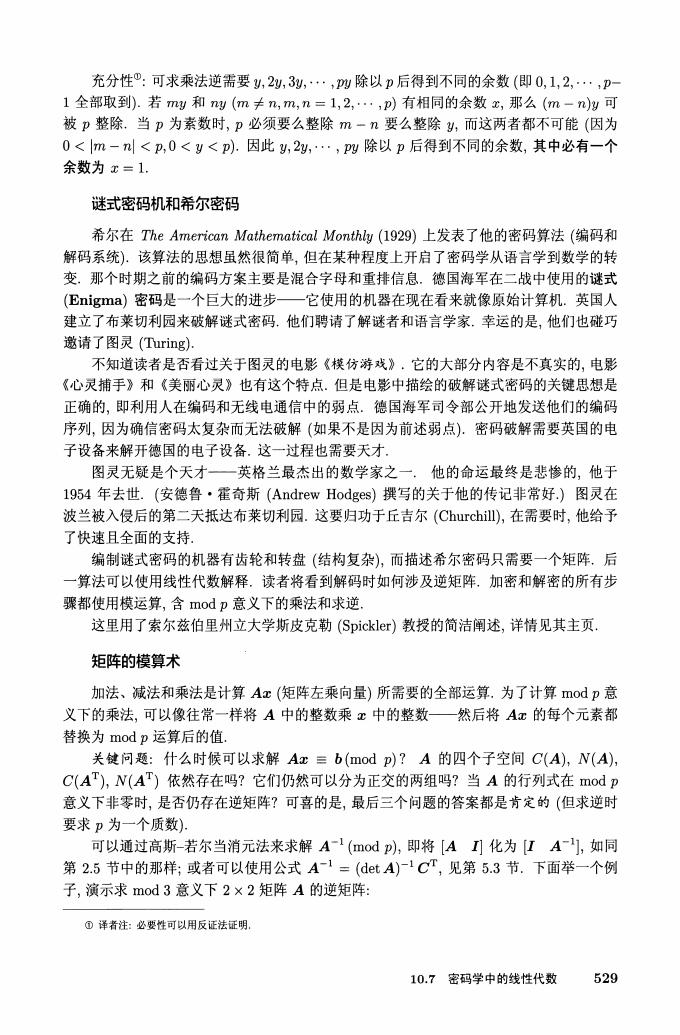 充分性①: 可求乘法逆需要 y, 2y, 3y, ··· , py 除以 p 后得到不同的余数 (即 0, 1, 2, ··· , p−
1 全部取到). 若 my 和 ny (m ≠ n, m, n = 1, 2, ··· , p) 有相同的余数 x, 那么 (m − n)y 可
被 p 整除. 当 p 为素数时, p 必须要么整除 m − n 要么整除 y, 而这两者都不可能 (因为
0 < |m − n| < p, 0 < y < p). 因此 y, 2y, ··· , py 除以 p 后得到不同的余数, 其中必有一个
余数为 x = 1.
谜式密码机和希尔密码
希尔在 The American Mathematical Monthly (1929) 上发表了他的密码算法 (编码和
解码系统). 该算法的思想虽然很简单, 但在某种程度上开启了密码学从语言学到数学的转
变. 那个时期之前的编码方案主要是混合字母和重排信息. 德国海军在二战中使用的谜式
(Enigma) 密码是一个巨大的进步——它使用的机器在现在看来就像原始计算机. 英国人
建立了布莱切利园来破解谜式密码. 他们聘请了解谜者和语言学家. 幸运的是, 他们也碰巧
邀请了图灵 (Turing).
不知道读者是否看过关于图灵的电影《模仿游戏》. 它的大部分内容是不真实的, 电影
《心灵捕手》和《美丽心灵》也有这个特点. 但是电影中描绘的破解谜式密码的关键思想是
正确的, 即利用人在编码和无线电通信中的弱点. 德国海军司令部公开地发送他们的编码
序列, 因为确信密码太复杂而无法破解 (如果不是因为前述弱点). 密码破解需要英国的电
子设备来解开德国的电子设备. 这一过程也需要天才.
图灵无疑是个天才——英格兰最杰出的数学家之一. 他的命运最终是悲惨的, 他于
1954 年去世. (安德鲁·霍奇斯 (Andrew Hodges) 撰写的关于他的传记非常好.) 图灵在
波兰被入侵后的第二天抵达布莱切利园. 这要归功于丘吉尔 (Churchill), 在需要时, 他给予
了快速且全面的支持.
编制谜式密码的机器有齿轮和转盘 (结构复杂), 而描述希尔密码只需要一个矩阵. 后
一算法可以使用线性代数解释. 读者将看到解码时如何涉及逆矩阵. 加密和解密的所有步
骤都使用模运算, 含 mod p 意义下的乘法和求逆.
这里用了索尔兹伯里州立大学斯皮克勒 (Spickler) 教授的简洁阐述, 详情见其主页.
矩阵的模算术
加法、减法和乘法是计算 Ax (矩阵左乘向量) 所需要的全部运算. 为了计算 mod p 意
义下的乘法, 可以像往常一样将 A 中的整数乘 x 中的整数——然后将 Ax 的每个元素都
替换为 mod p 运算后的值.
关键问题: 什么时候可以求解 Ax ≡ b (mod p)? A 的四个子空间 C(A), N(A),
C(Aᵀ), N(Aᵀ) 依然存在吗? 它们仍然可以分为正交的两组吗? 当 A 的行列式在 mod p
意义下非零时, 是否仍存在逆矩阵? 可喜的是, 最后三个问题的答案都是肯定的 (但求逆时
要求 p 为一个质数).
可以通过高斯–若尔当消元法来求解 A⁻¹ (mod p), 即将 [A I] 化为 [I A⁻¹], 如同
第 2.5 节中的那样; 或者可以使用公式 A⁻¹ = (det A)⁻¹Cᵀ, 见第 5.3 节. 下面举一个例
子, 演示求 mod 3 意义下 2 × 2 矩阵 A 的逆矩阵:
① 译者注: 必要性可以用反证法证明.
10.7 密码学中的线性代数 529